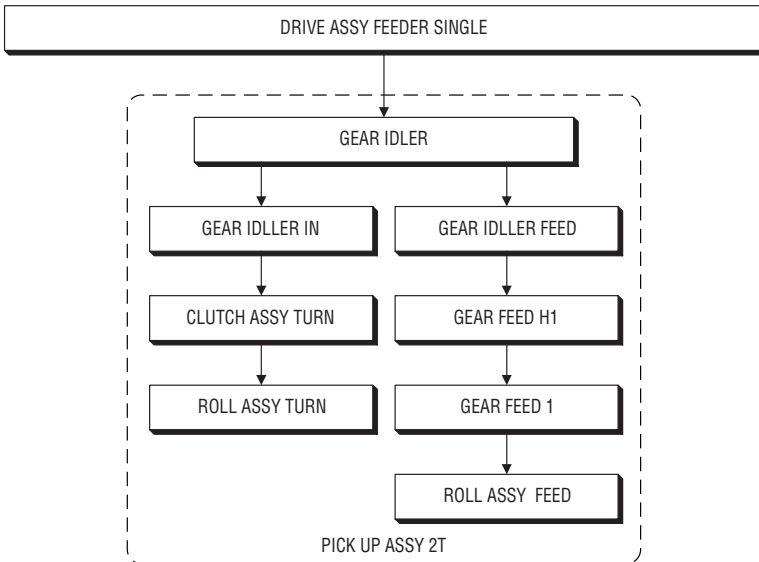 DRIVE ASSY FEEDER SINGLE
GEAR IDLER
GEAR IDLLER IN
GEAR IDLLER FEED
CLUTCH ASSY TURN
GEAR FEED H1
ROLL ASSY TURN
GEAR FEED 1
ROLL ASSY FEED
PICK UP ASSY 2T